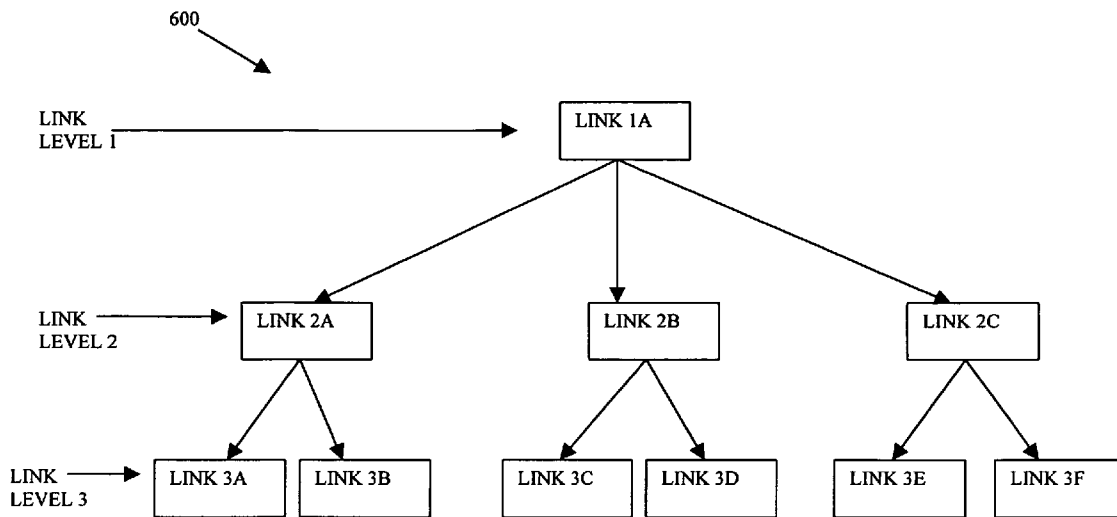 600
LINK
LEVEL 1
LINK 1A
LINK
LEVEL 2
LINK 2A
LINK 2B
LINK 2C
LINK
LEVEL 3
LINK 3A
LINK 3B
LINK 3C
LINK 3D
LINK 3E
LINK 3F